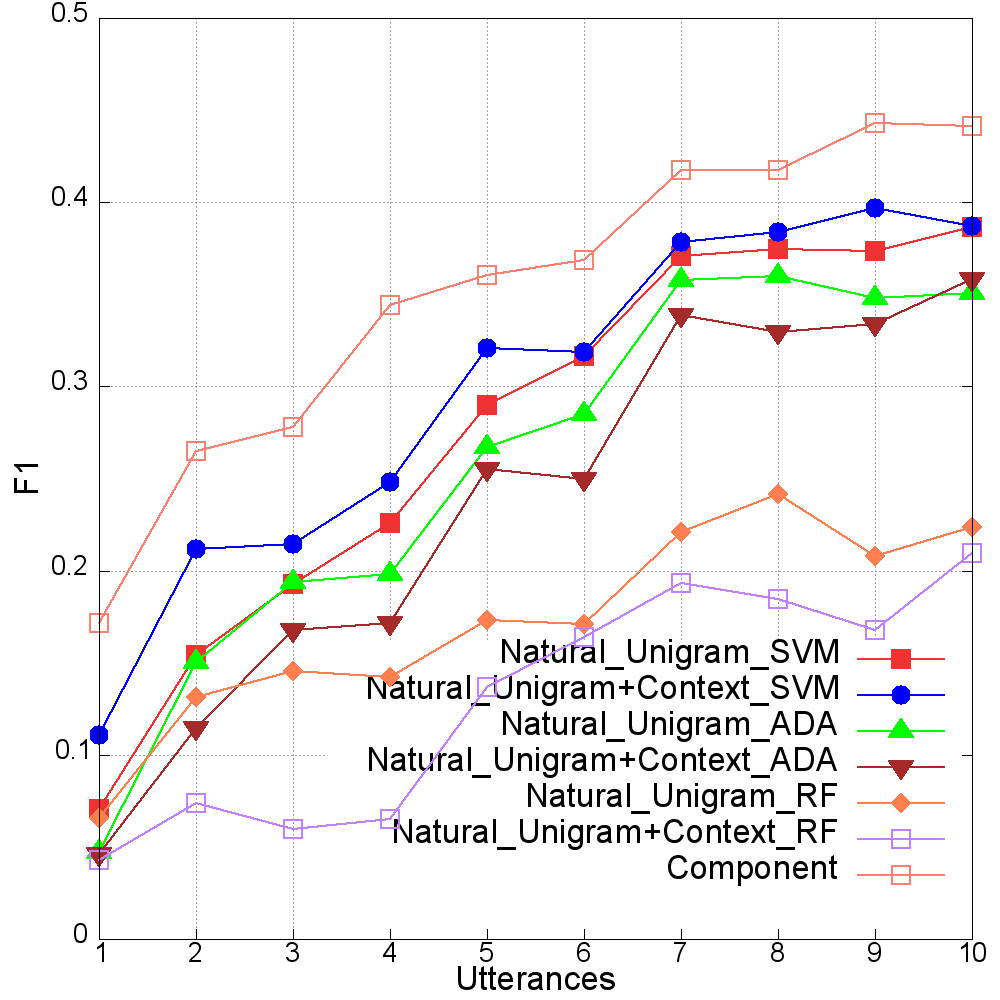 0.5
0.4
0.3
0.2
0.1
0
F1
Natural_Unigram_SVM
Natural_Unigram+Context_SVM
Natural_Unigram_ADA
Natural_Unigram+Context_ADA
Natural_Unigram_RF
Natural_Unigram+Context_RF
Component
1 2 3 4 5 6 7 8 9 10
Utterances